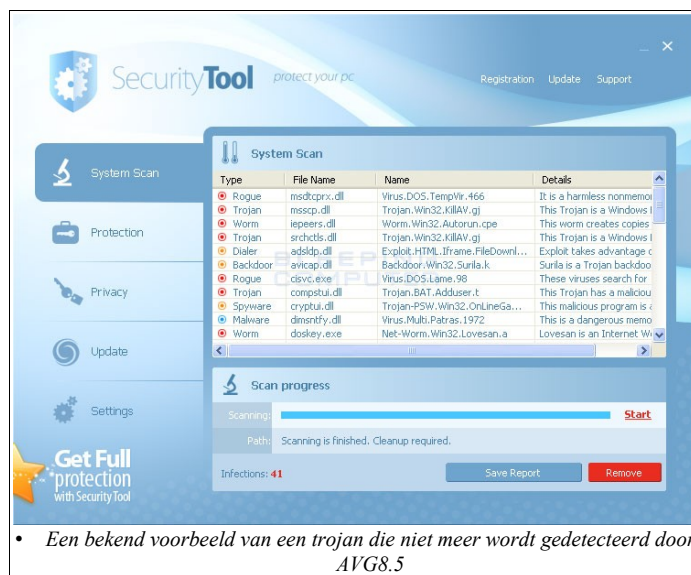 SecurityTool protect your pc
Registration Update Support
System Scan
Protection
Privacy
Update
Settings
Get Full
protection
with Security Tool
System Scan
Type File Name Name Details
Rogue msdtcprx.dll Virus.DOS.TempVir.466 It is a harmless nonmemor
Trojan msscp.dll Trojan.Win32.KillAV.gj This Trojan is a Windows
Worm iepeers.dll Worm.Win32.Autorun.cpe This worm creates copies
Trojan srchctls.dll Trojan.Win32.KillAV.gj This Trojan is a Windows
Dialer adsldp.dll Exploit.HTML.Iframe.FileDownl... Exploit takes advantage
Backdoor avicap.dll Backdoor.Win32.Surila.k Surila is a Trojan backdoo
Rogue cisvc.exe Virus.DOS.Lame.98 These viruses search for
Trojan compstui.dll Trojan.BAT.Adduser.t This Trojan has a maliciou
Spyware cryptui.dll Trojan-PSW.Win32.OnLineGa... This malicious program is
Malware dimsntfy.dll Virus.Multi.Patras.1972 This is a dangerous memo
Worm doskey.exe Net-Worm.Win32.Lovesan.a Lovesan is an Internet
Scan progress
Scanning: Start
Path: Scanning is finished. Cleanup required.
Infections: 41 Save Report Remove
• Een bekend voorbeeld van een trojan die niet meer wordt gedetecteerd door
AVG8.5